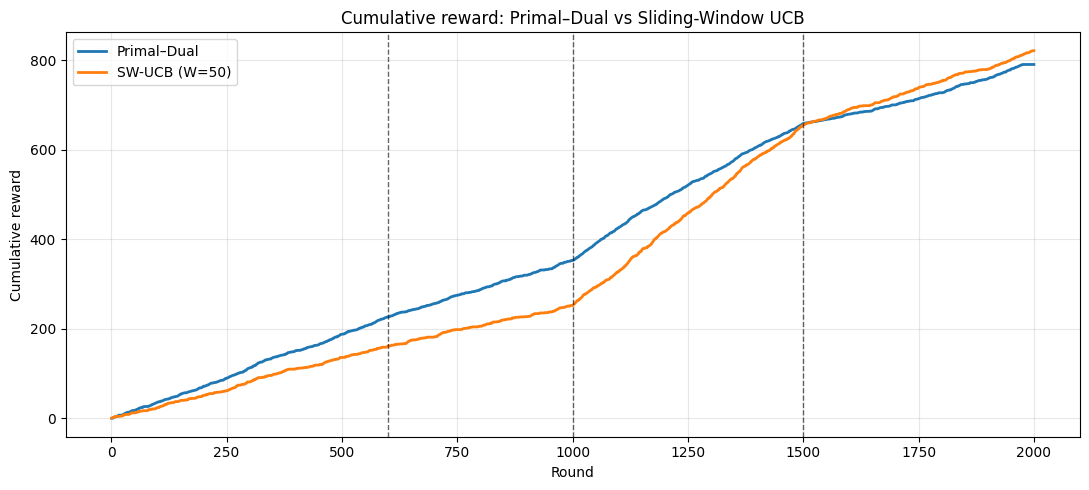 Cumulative reward: Primal–Dual vs Sliding-Window UCB
Primal–Dual
SW-UCB (W=50)
Cumulative reward
800
600
400
200
0
0 250 500 750 1000 1250 1500 1750 2000
Round